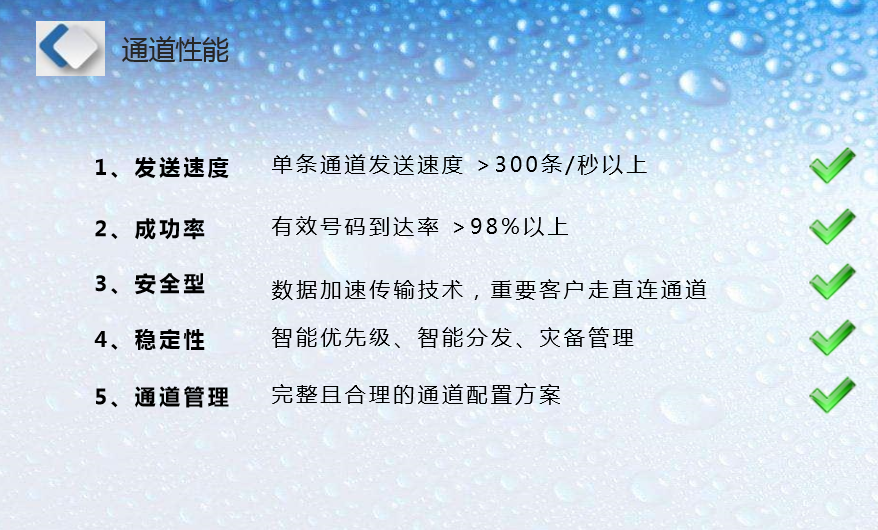 通道性能
1、发送速度 单条通道发送速度 >300条/秒以上
2、成功率 有效号码到达率 >98%以上
3、安全型 数据加速传输技术，重要客户走直连通道
4、稳定性 智能优先级、智能分发、灾备管理
5、通道管理 完整且合理的通道配置方案